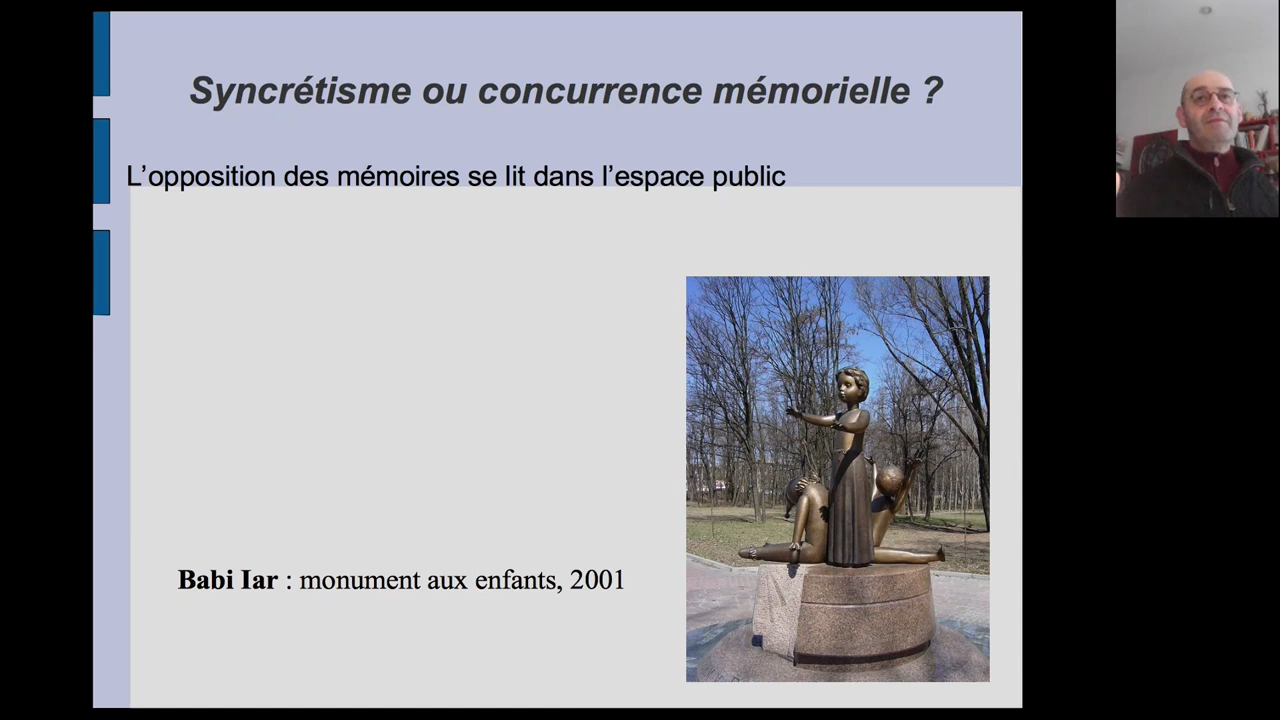 Syncrétisme ou concurrence mémorielle ?
L’opposition des mémoires se lit dans l’espace public
Babi Iar : monument aux enfants, 2001